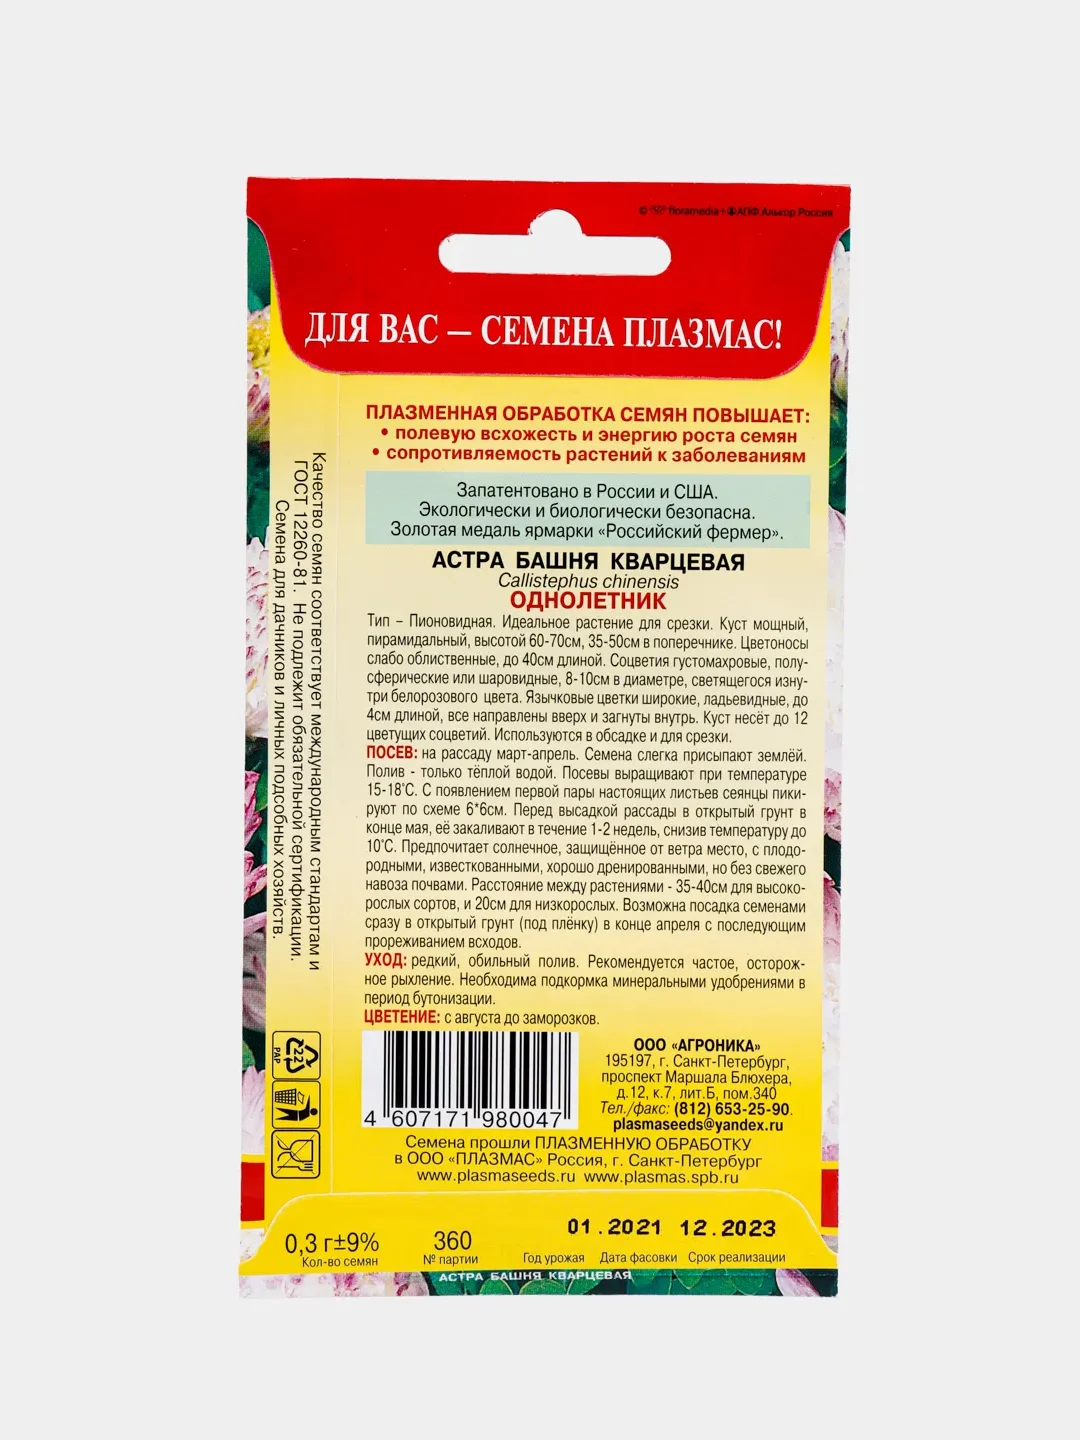 © floramedia + АПФ Алькор Россия
ДЛЯ ВАС – СЕМЕНА ПЛАЗМАС!
ПЛАЗМЕННАЯ ОБРАБОТКА СЕМЯН ПОВЫШАЕТ:
• полевую всхожесть и энергию роста семян
• сопротивляемость растений к заболеваниям
Запатентовано в России и США.
Экологически и биологически безопасна.
Золотая медаль ярмарки «Российский фермер».
АСТРА БАШНЯ КВАРЦЕВАЯ
Callistephus chinensis
ОДНОЛЕТНИК
Тип – Пионовидная. Идеальное растение для срезки. Куст мощный,
пирамидальный, высотой 60-70см, 35-50см в поперечнике. Цветоносы
слабо облиственные, до 40см длиной. Соцветия густомахровые, полу-
сферические или шаровидные, 8-10см в диаметре, светящегося изну-
три белорозового цвета. Язычковые цветки широкие, ладьевидные, до
4см длиной, все направлены вверх и загнуты внутрь. Куст несёт до 12
цветущих соцветий. Используются в обсадке и для срезки.
ПОСЕВ: на рассаду март-апрель. Семена слегка присыпают землёй.
Полив - только тёплой водой. Посевы выращивают при температуре
15-18°С. С появлением первой пары настоящих листьев сеянцы пики-
руют по схеме 6*6см. Перед высадкой рассады в открытый грунт в
конце мая, её закаливают в течение 1-2 недель, снизив температуру до
10°С. Предпочитает солнечное, защищённое от ветра место, с плодо-
родными, известкованными, хорошо дренированными, но без свежего
навоза почвами. Расстояние между растениями - 35-40см для высоко-
рослых сортов, и 20см для низкорослых. Возможна посадка семенами
сразу в открытый грунт (под плёнку) в конце апреля с последующим
прореживанием всходов.
УХОД: редкий, обильный полив. Рекомендуется частое, осторож-
ное рыхление. Необходима подкормка минеральными удобрениями в
период бутонизации.
ЦВЕТЕНИЕ: с августа до заморозков.
Качество семян соответствует международным стандартам и
ГОСТ 12260-81. Не подлежит обязательной сертификации.
Семена для дачников и личных подсобных хозяйств.
22
PAP
4 607171 980047
ООО «АГРОНИКА»
195197, г. Санкт-Петербург,
проспект Маршала Блюхера,
д.12, к.7, лит.Б, пом.340
Тел./факс: (812) 653-25-90.
plasmaseeds@yandex.ru
Семена прошли ПЛАЗМЕННУЮ ОБРАБОТКУ
в ООО «ПЛАЗМАС» Россия, г. Санкт-Петербург
www.plasmaseeds.ru www.plasmas.spb.ru
01.2021 12.2023
0,3 г±9% 360
Кол-во семян № партии Год урожая Дата фасовки Срок реализации
АСТРА БАШНЯ КВАРЦЕВАЯ